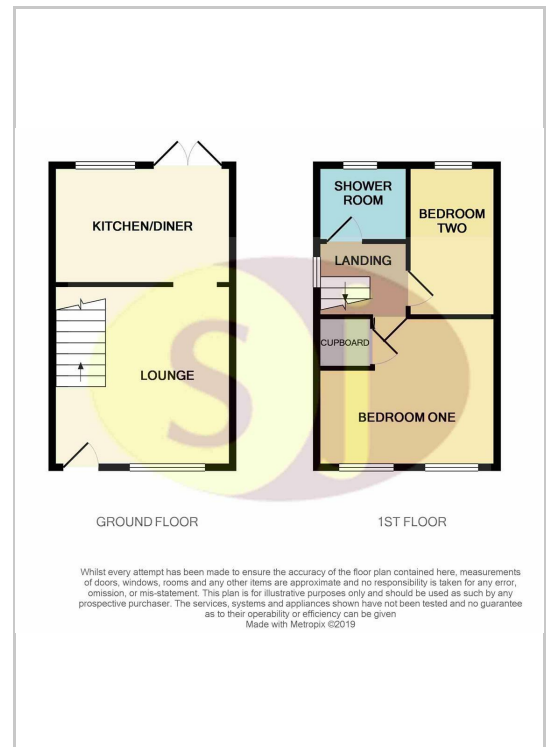 KITCHEN/DINER
LOUNGE
GROUND FLOOR
SHOWER
ROOM
BEDROOM
TWO
LANDING
CUPBOARD
BEDROOM ONE
1ST FLOOR
SJ
Whilst every attempt has been made to ensure the accuracy of the floor plan contained here, measurements
of doors, windows, rooms and any other items are approximate and no responsibility is taken for any error,
omission, or mis-statement. This plan is for illustrative purposes only and should be used as such by any
prospective purchaser. The services, systems and appliances shown have not been tested and no guarantee
as to their operability or efficiency can be given
Made with Metropix ©2019